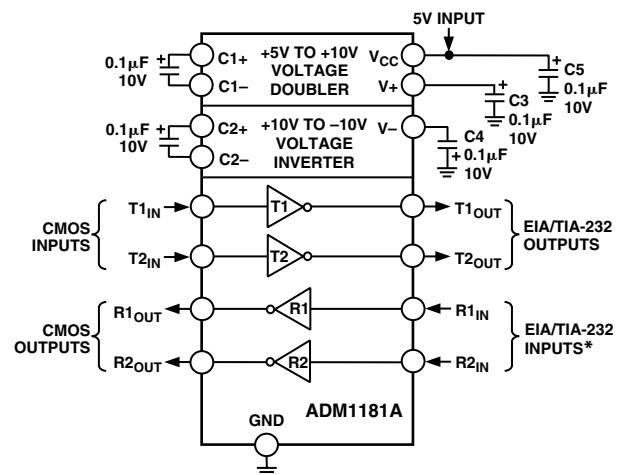 5V INPUT
0.1μF
10V
+
C1+
C1–
+5V TO +10V
VOLTAGE
DOUBLER
VCC
V+
+
C5
0.1μF
10V
+
C3
0.1μF
10V
0.1μF
10V
+
C2+
C2–
+10V TO –10V
VOLTAGE
INVERTER
V–
C4
+
0.1μF
10V
CMOS
INPUTS
T1IN
T1
T1OUT
T2IN
T2
T2OUT
EIA/TIA-232
OUTPUTS
CMOS
OUTPUTS
R1OUT
R1
R1IN
R2OUT
R2
R2IN
EIA/TIA-232
INPUTS*
GND
ADM1181A